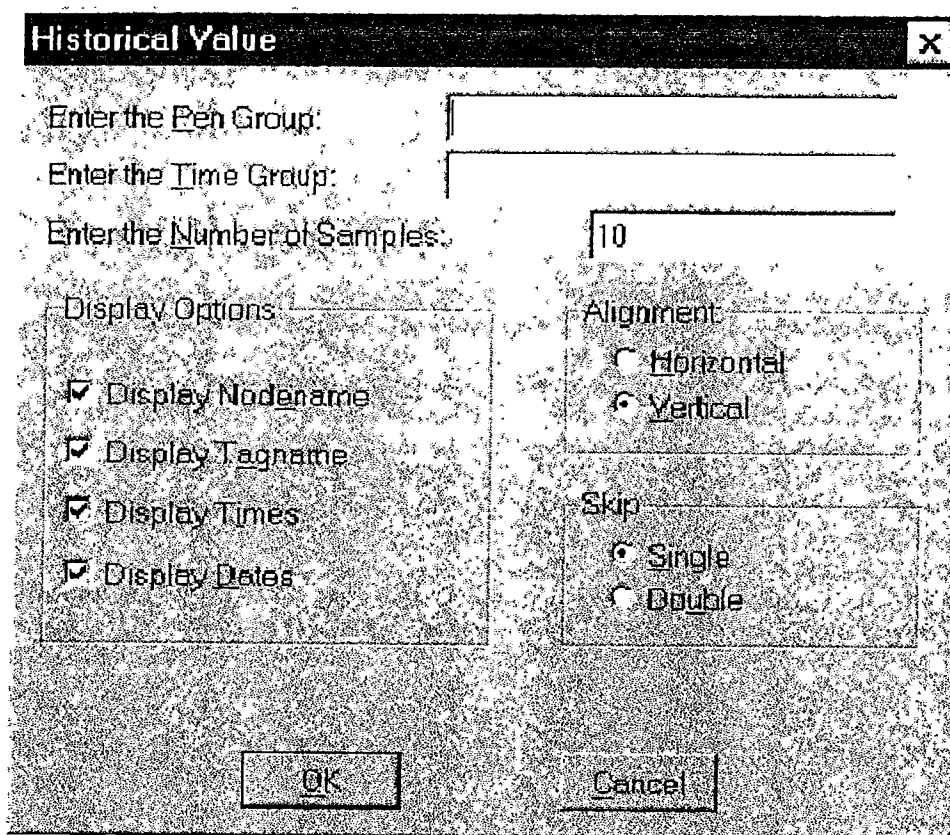 Historical Value
Enter the Pen Group:
Enter the Time Group:
Enter the Number of Samples:
10
Display Options
Display Nodename
Display Tagname
Display Times
Display Dates
Alignment
Horizontal
Vertical
Skip
Single
Double
OK
Cancel